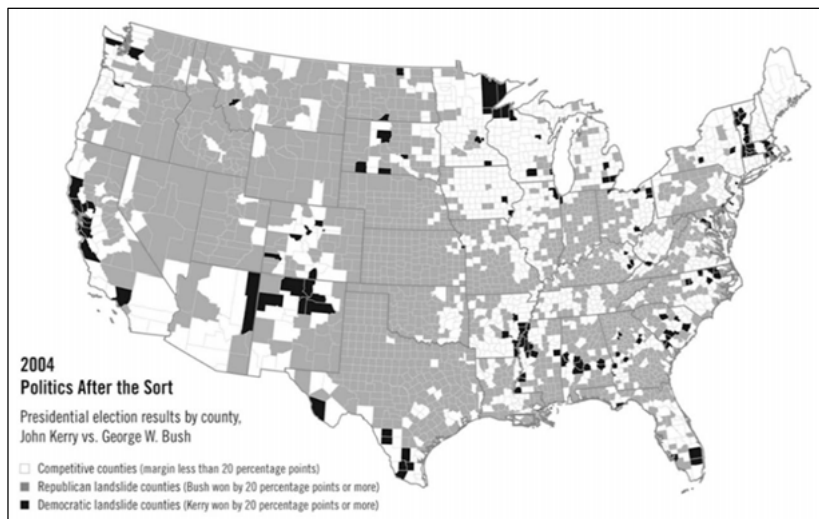 2004
Politics After the Sort
Presidential election results by county,
John Kerry vs. George W. Bush
Competitive counties (margin less than 20 percentage points)
Republican landslide counties (Bush won by 20 percentage points or more)
Democratic landslide counties (Kerry won by 20 percentage points or more)